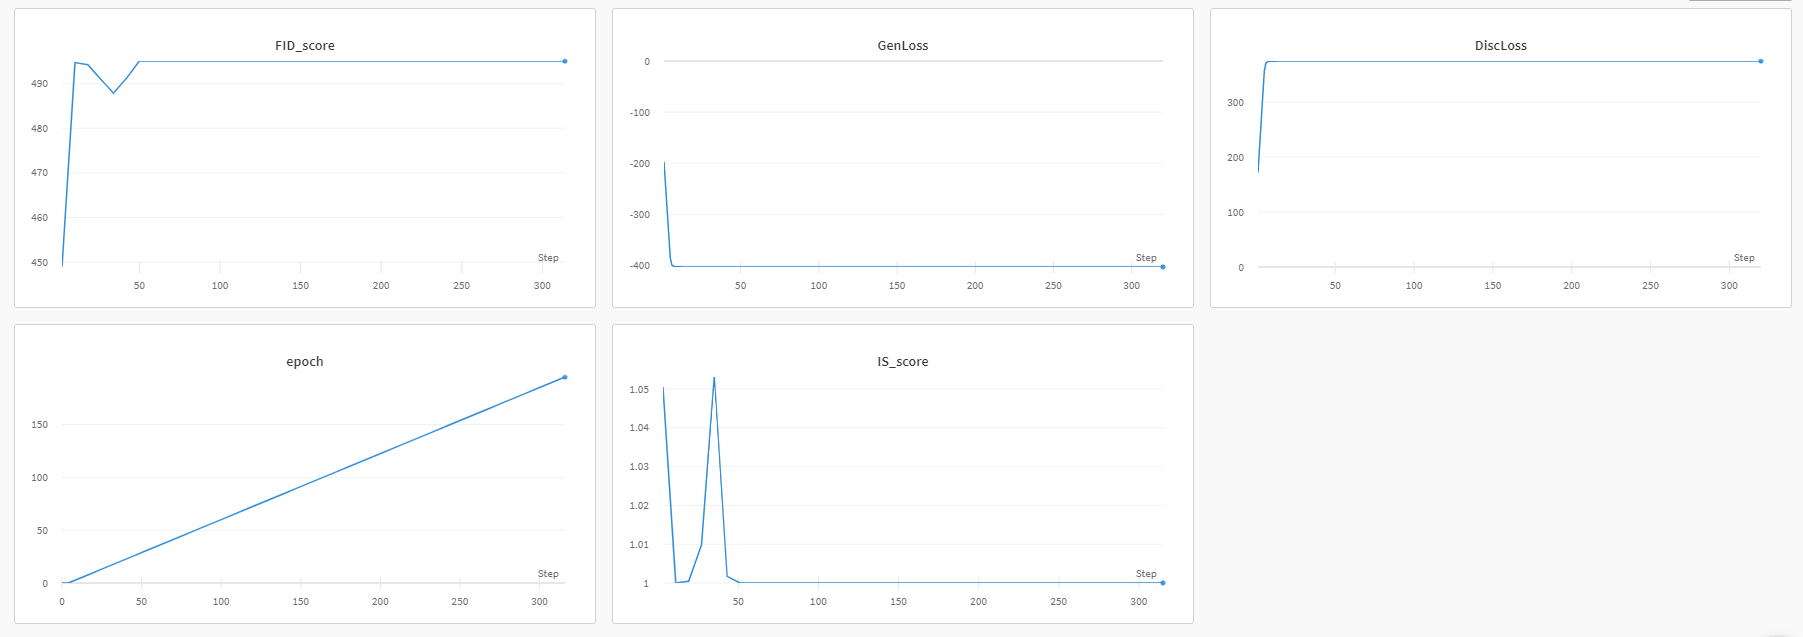 FID_score
490
480
470
460
450
Step
50 100 150 200 250 300
GenLoss
0
-100
-200
-300
-400
Step
50 100 150 200 250 300
DiscLoss
300
200
100
0
Step
50 100 150 200 250 300
epoch
150
100
50
0
Step
0 50 100 150 200 250 300
IS_score
1.05
1.04
1.03
1.02
1.01
1
Step
50 100 150 200 250 300